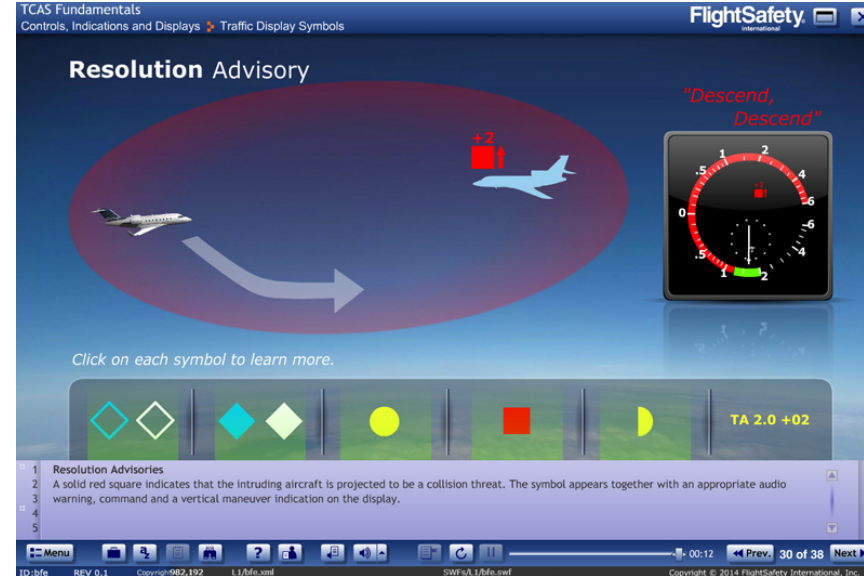 TCAS Fundamentals
Controls, Indications and Displays Traffic Display Symbols
FlightSafety
international
Resolution Advisory
"Descend,
Descend"
+2
.5 1 2 4 6
0
.5 1 2 4 6
Click on each symbol to learn more.
TA 2.0 +02
1 Resolution Advisories
2 A solid red square indicates that the intruding aircraft is projected to be a collision threat. The symbol appears together with an appropriate audio
3 warning, command and a vertical maneuver indication on the display.
4
5
Menu ? 00:12 Prev. 30 of 38 Next
ID:bfe REV 0.1 Copyright 982,192 L1/bfe.xml SWFs/L1/bfe.swf Copyright © 2014 FlightSafety International, Inc.